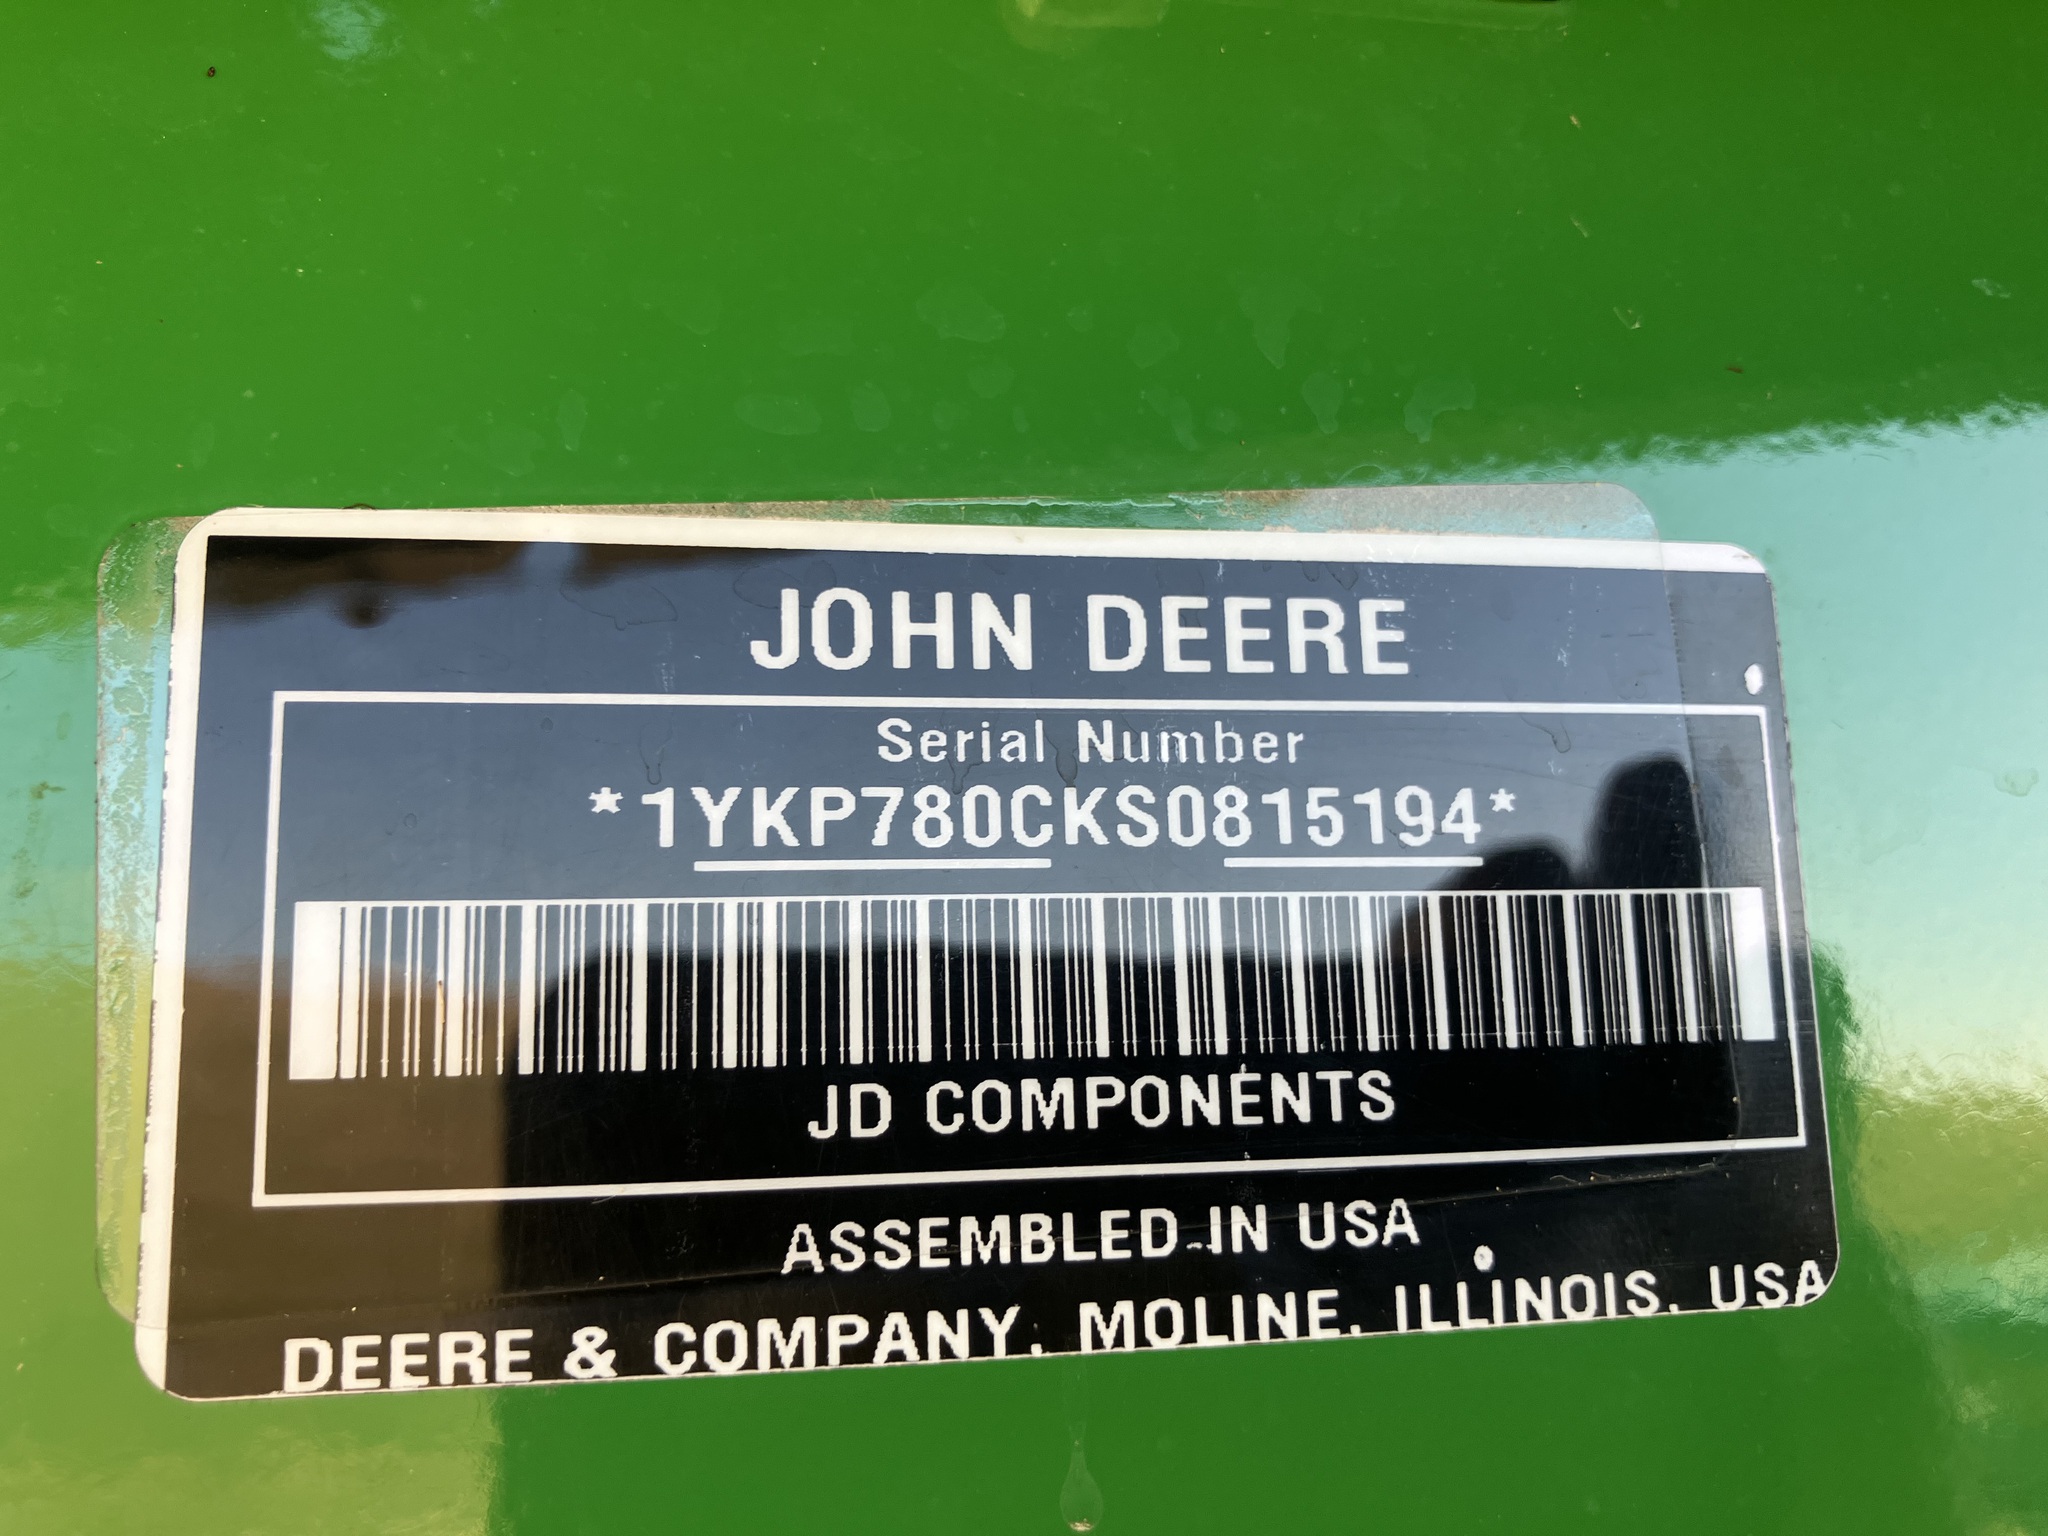 JOHN DEERE
Serial Number
*1YKP780CKS0815194*
JD COMPONENTS
ASSEMBLED IN USA
DEERE & COMPANY, MOLINE, ILLINOIS, USA